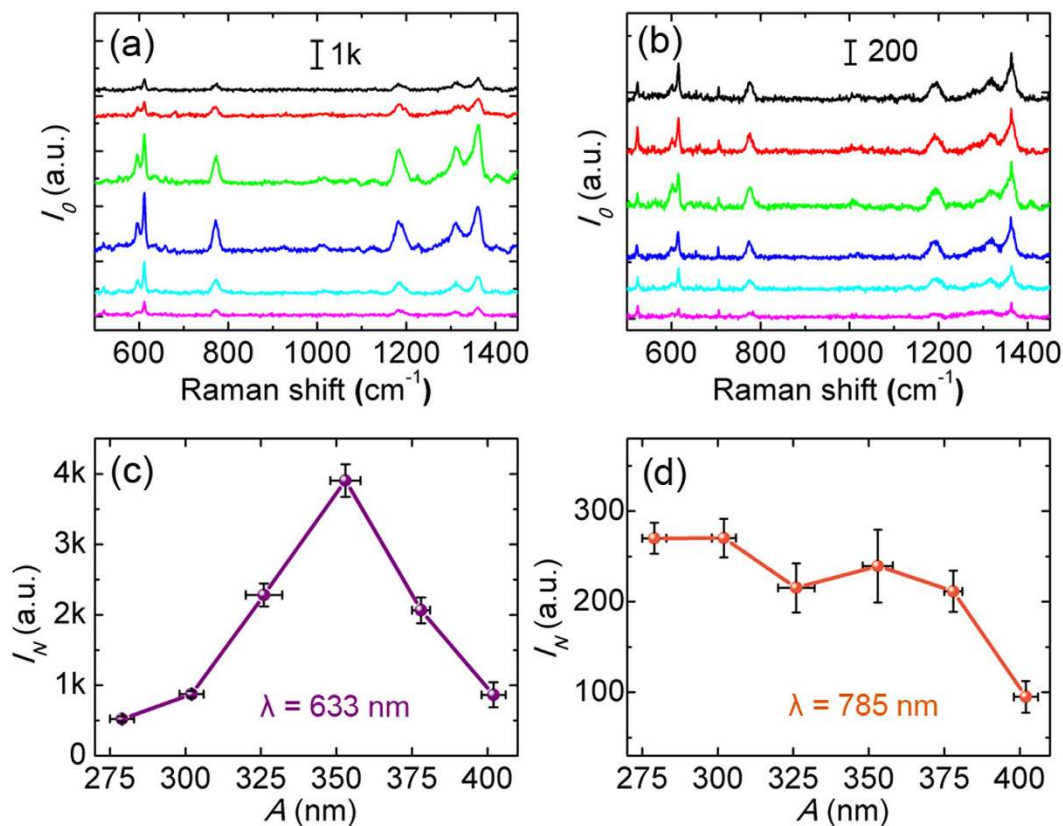 (a)
1k
I0 (a.u.)
600 800 1000 1200 1400
Raman shift (cm-1)
(b)
200
I0 (a.u.)
600 800 1000 1200 1400
Raman shift (cm-1)
(c)
4k
3k
2k
1k
0
IN (a.u.)
λ = 633 nm
275 300 325 350 375 400
A (nm)
(d)
300
200
100
IN (a.u.)
λ = 785 nm
275 300 325 350 375 400
A (nm)